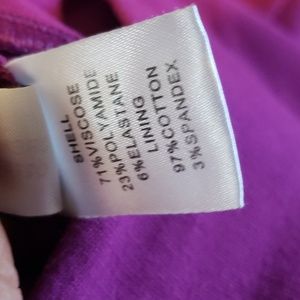 SHELL
71%VISCOSE
23%POLYAMIDE
6%ELASTANE
LINING
97%COTTON
3%SPANDEX